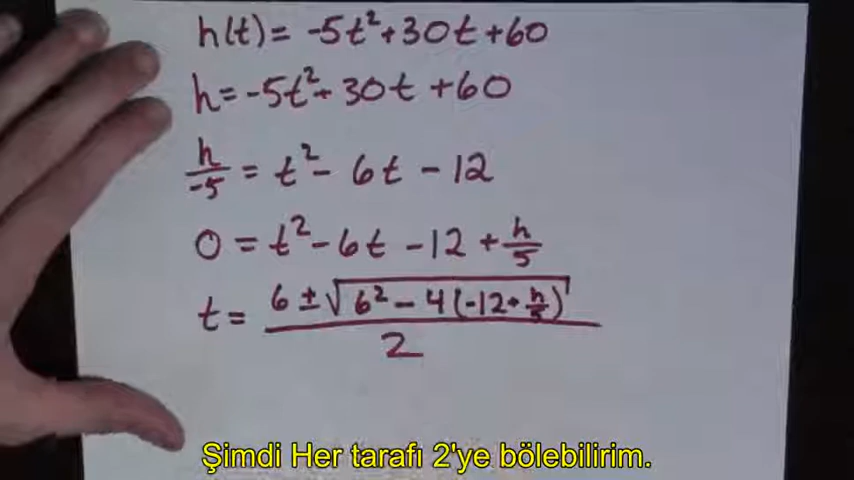 h(t) = -5t²+30t+60
h = -5t²+ 30t +60
h/-5 = t² - 6t - 12
0 = t² - 6t - 12 + h/5
t = 6 ± √6² - 4(-12+h/5) / 2
Şimdi Her tarafı 2'ye bölebilirim.